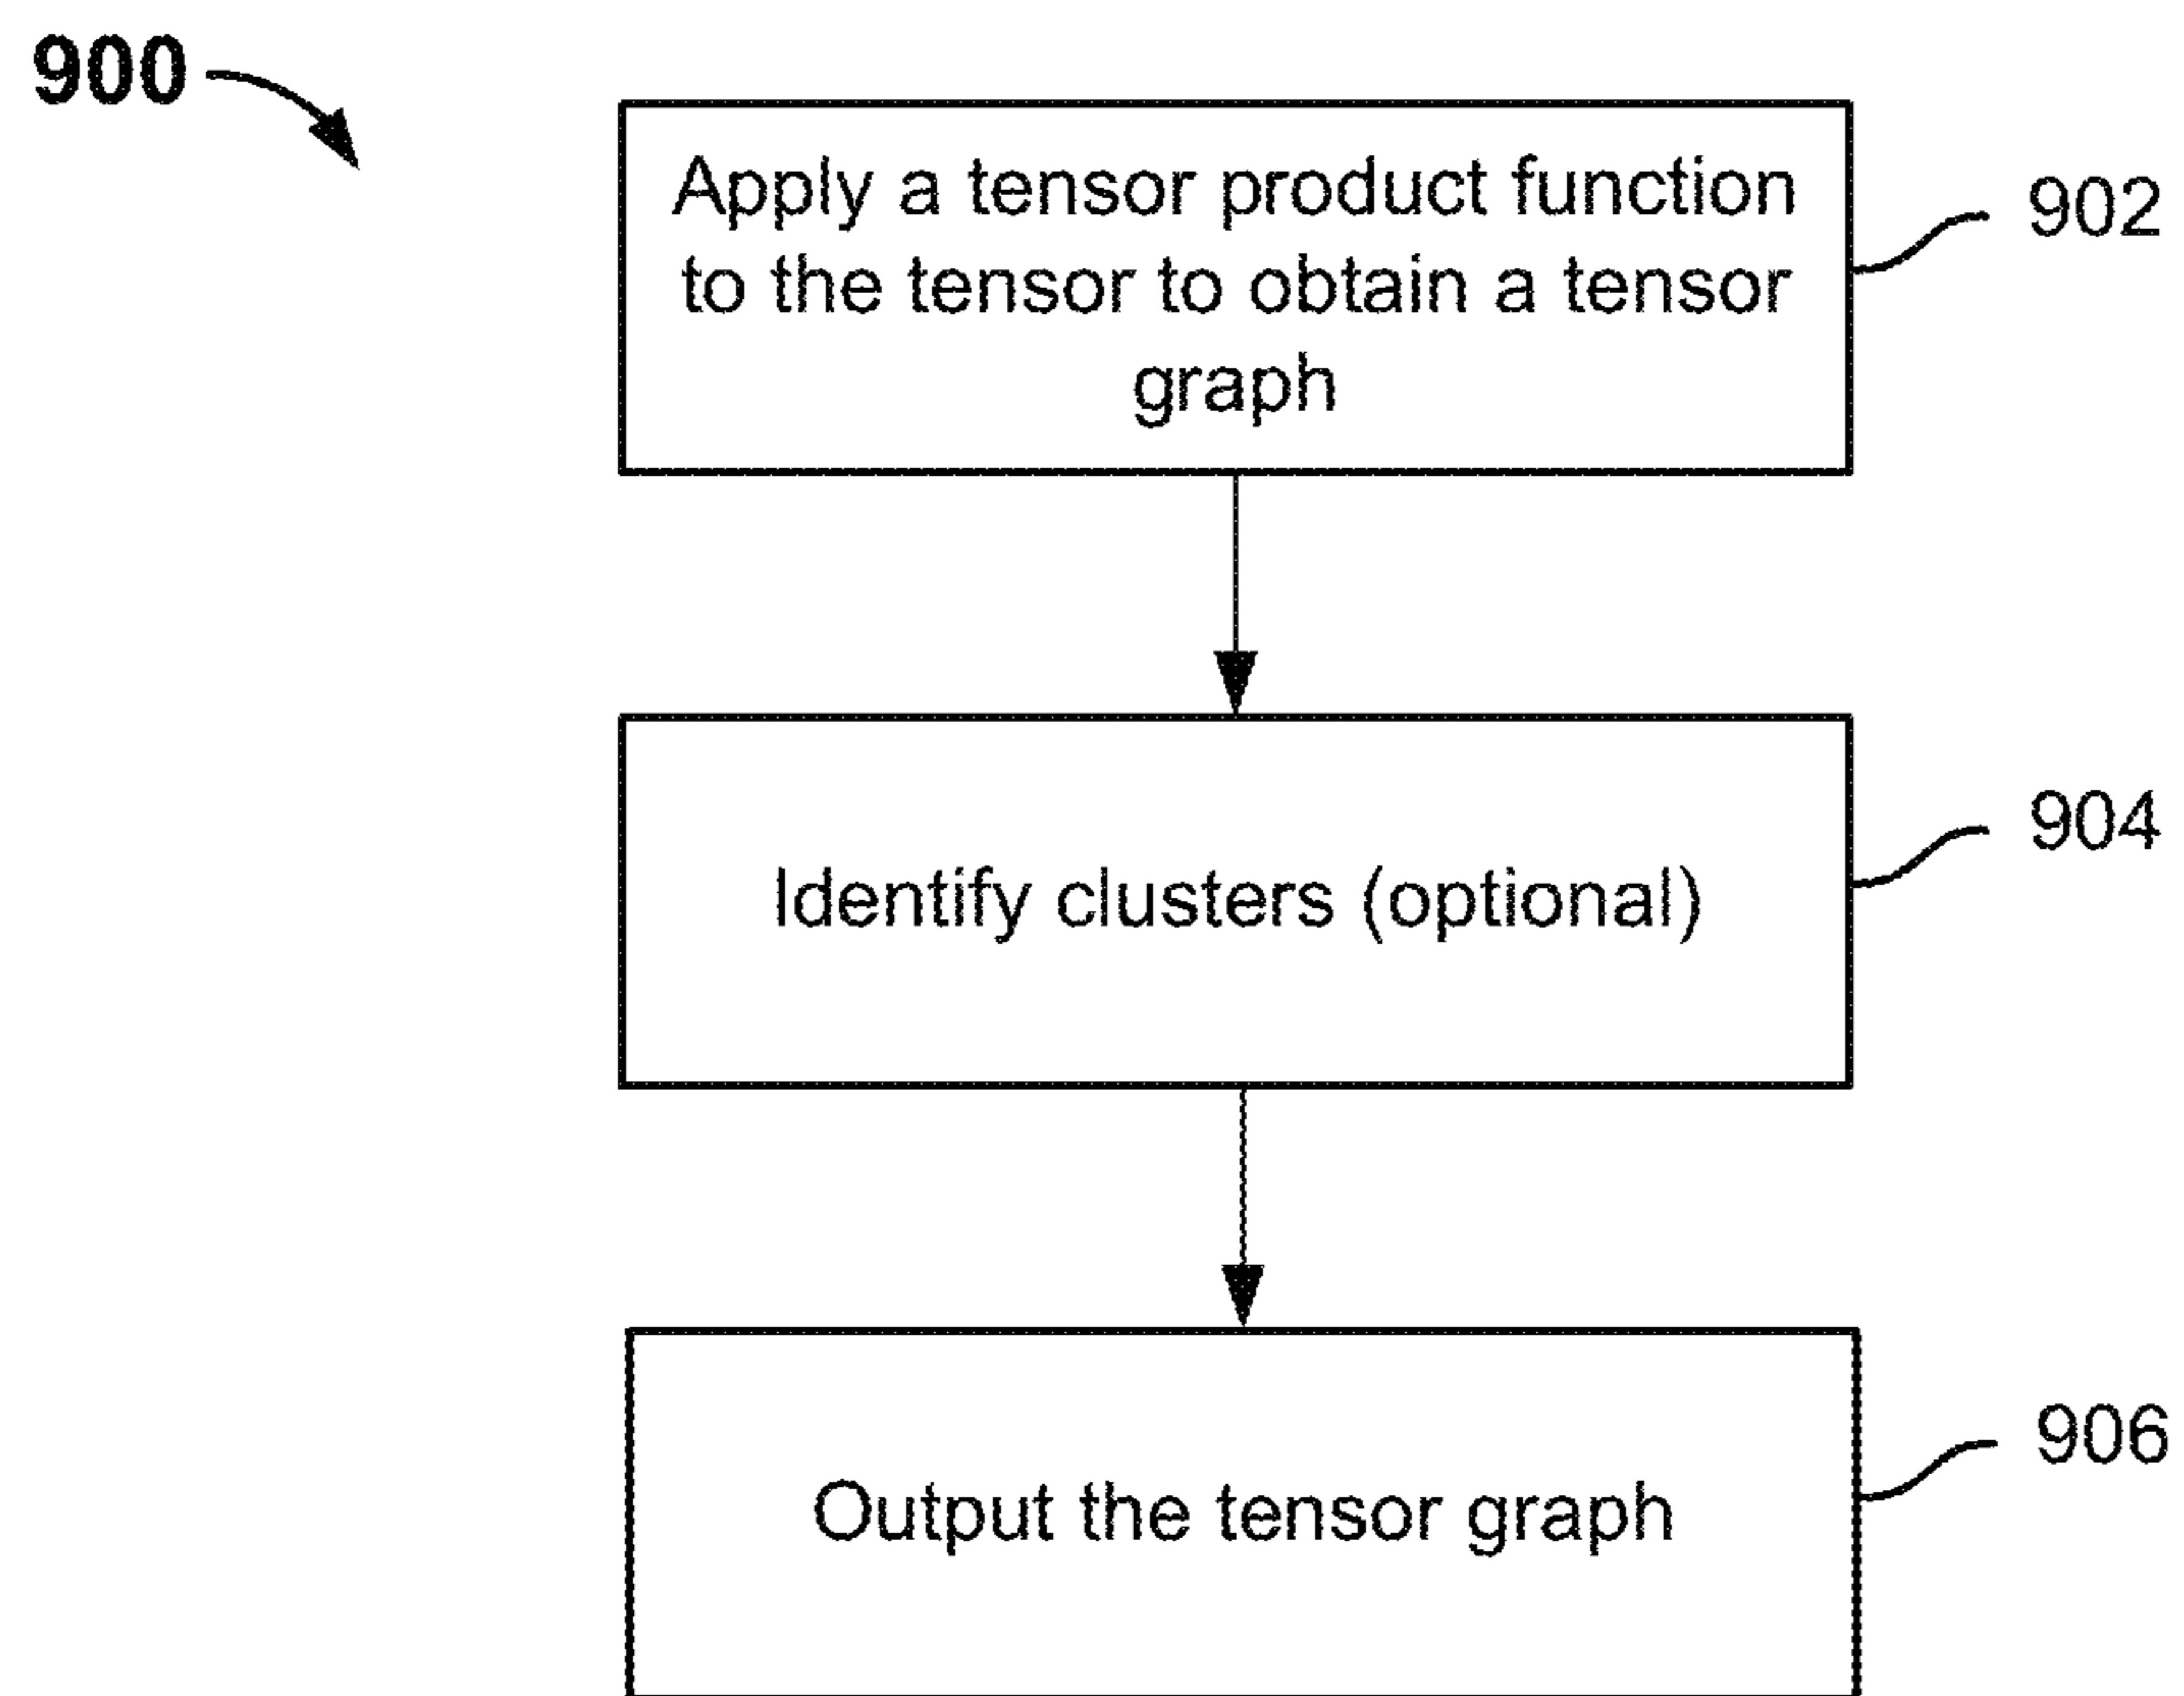 900
Apply a tensor product function
to the tensor to obtain a tensor
graph
902
Identify clusters (optional)
904
Output the tensor graph
906